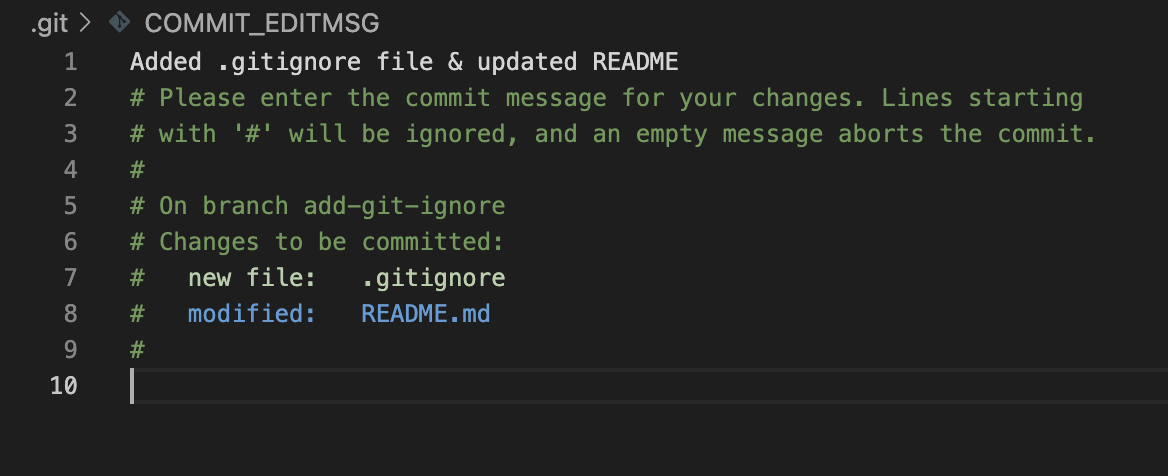 .git > COMMIT_EDITMSG
1 Added .gitignore file & updated README
2 # Please enter the commit message for your changes. Lines starting
3 # with '#' will be ignored, and an empty message aborts the commit.
4 #
5 # On branch add-git-ignore
6 # Changes to be committed:
7 #   new file:   .gitignore
8 #   modified:   README.md
9 #
10